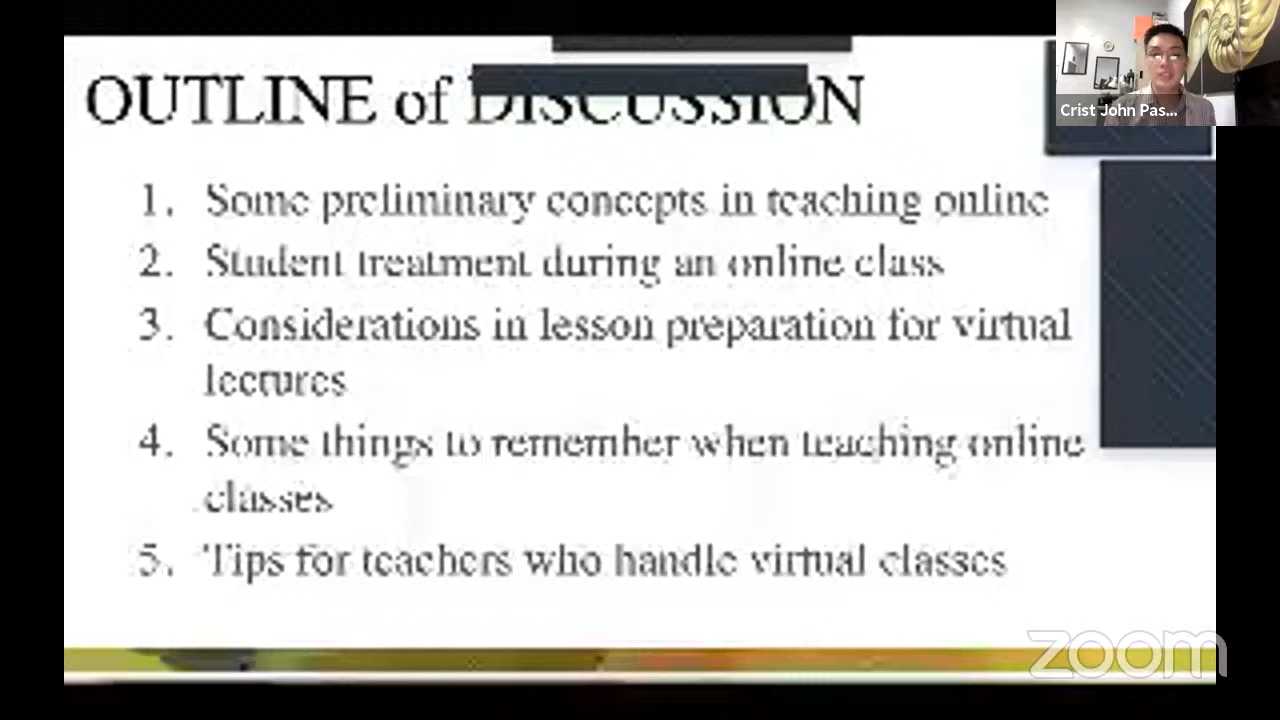 OUTLINE of DISCUSSION
1. Some preliminary concepts in teaching online
2. Student treatment during an online class
3. Considerations in lesson preparation for virtual
lectures
4. Some things to remember when teaching online
classes
5. Tips for teachers who handle virtual classes
Crist John Pas...
zoom